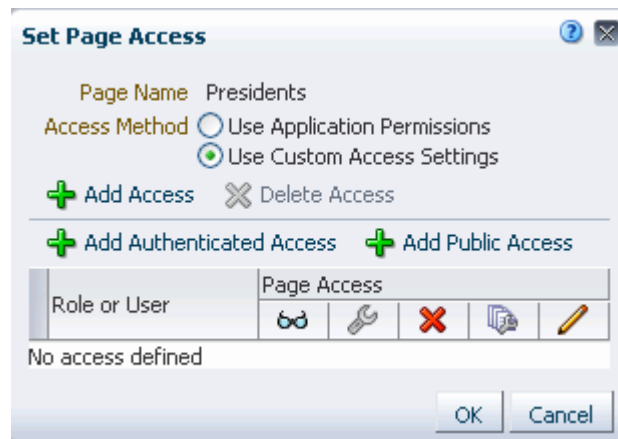 Set Page Access
Page Name Presidents
Access Method Use Application Permissions
Use Custom Access Settings
Add Access Delete Access
Add Authenticated Access Add Public Access
Role or User Page Access
No access defined
OK Cancel